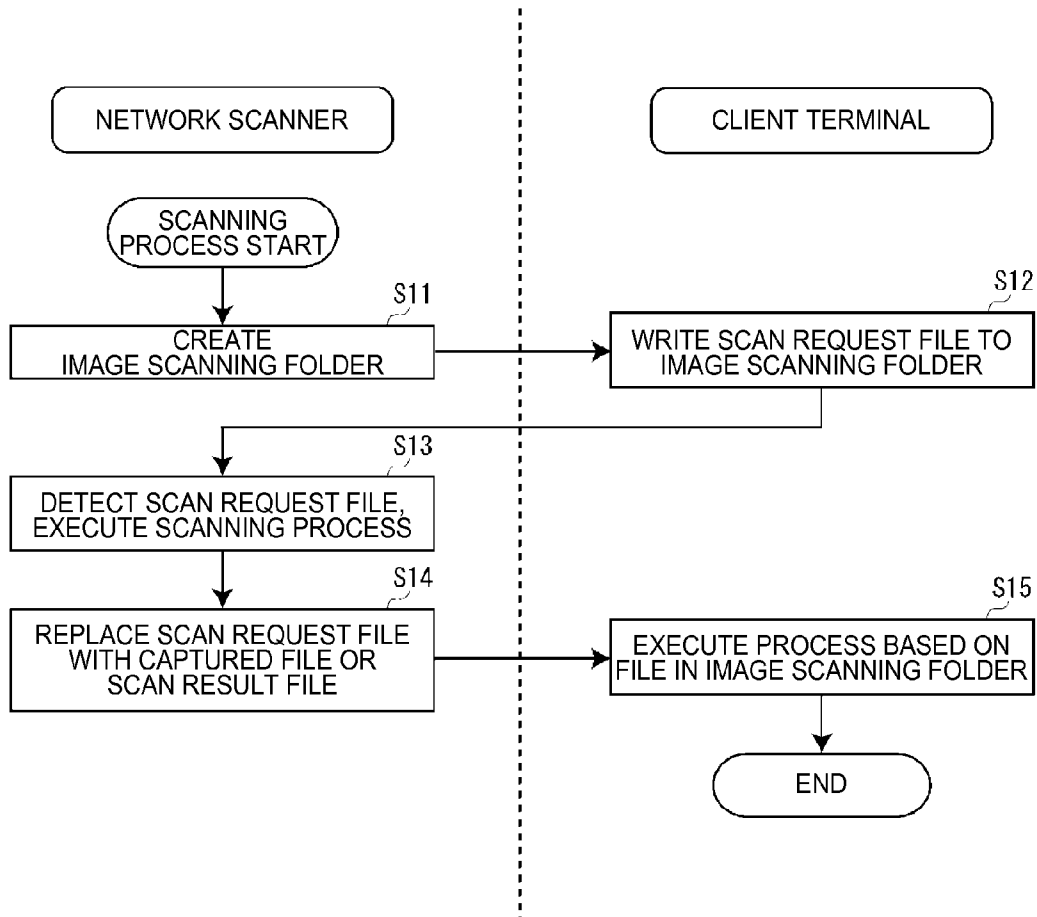 NETWORK SCANNER
CLIENT TERMINAL
SCANNING
PROCESS START
S11
CREATE
IMAGE SCANNING FOLDER
S12
WRITE SCAN REQUEST FILE TO
IMAGE SCANNING FOLDER
S13
DETECT SCAN REQUEST FILE,
EXECUTE SCANNING PROCESS
S14
REPLACE SCAN REQUEST FILE
WITH CAPTURED FILE OR
SCAN RESULT FILE
S15
EXECUTE PROCESS BASED ON
FILE IN IMAGE SCANNING FOLDER
END